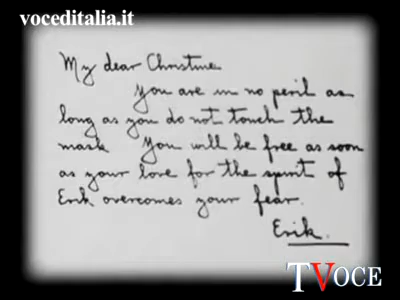 voceditalia.it
My dear Christine
You are in no peril as
long as you do not touch the
mask You will be free as soon
as your love for the spirit of
Erik overcomes your fear.
Erik.
TVOCE